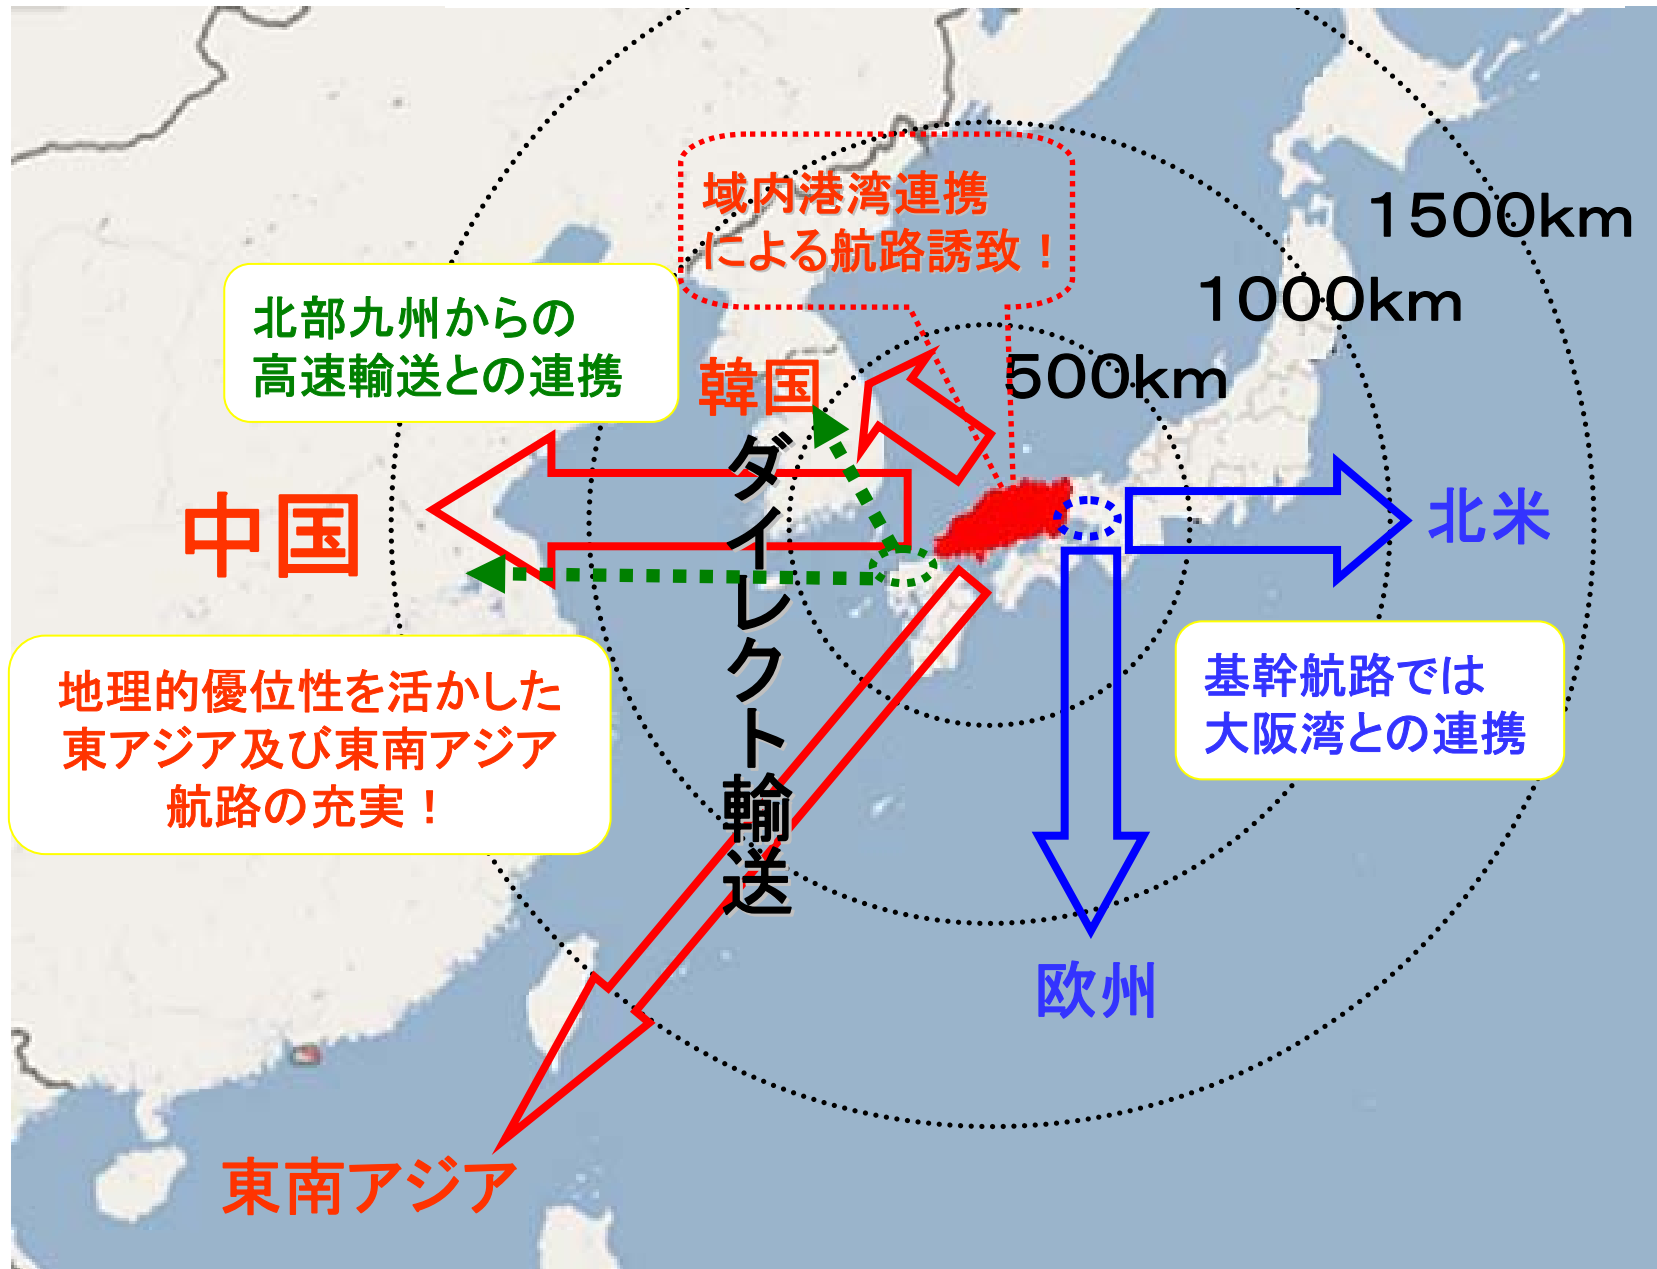 域内港湾連携
による航路誘致！
1500km
1000km
500km
北部九州からの
高速輸送との連携
韓国
中国
ダイレクト輸送
北米
地理的優位性を活かした
東アジア及び東南アジア
航路の充実！
基幹航路では
大阪湾との連携
欧州
東南アジア